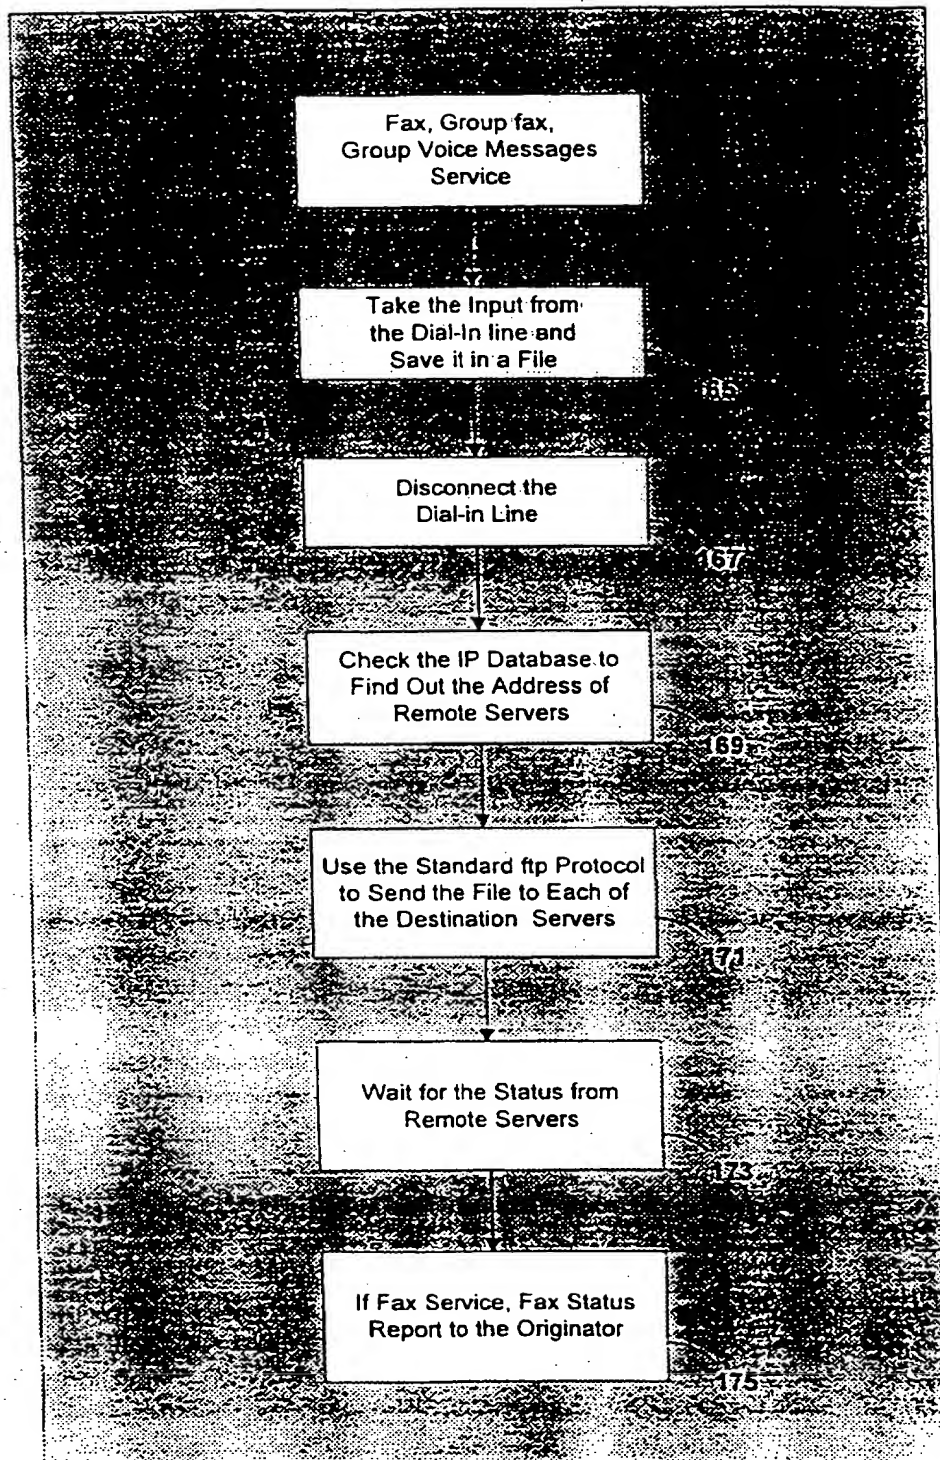 Fax, Group fax,
Group Voice Messages
Service
Take the Input from
the Dial-In line and
Save it in a File
165
Disconnect the
Dial-in Line
167
Check the IP Database to
Find Out the Address of
Remote Servers
169
Use the Standard ftp Protocol
to Send the File to Each of
the Destination Servers
171
Wait for the Status from
Remote Servers
173
If Fax Service, Fax Status
Report to the Originator
175